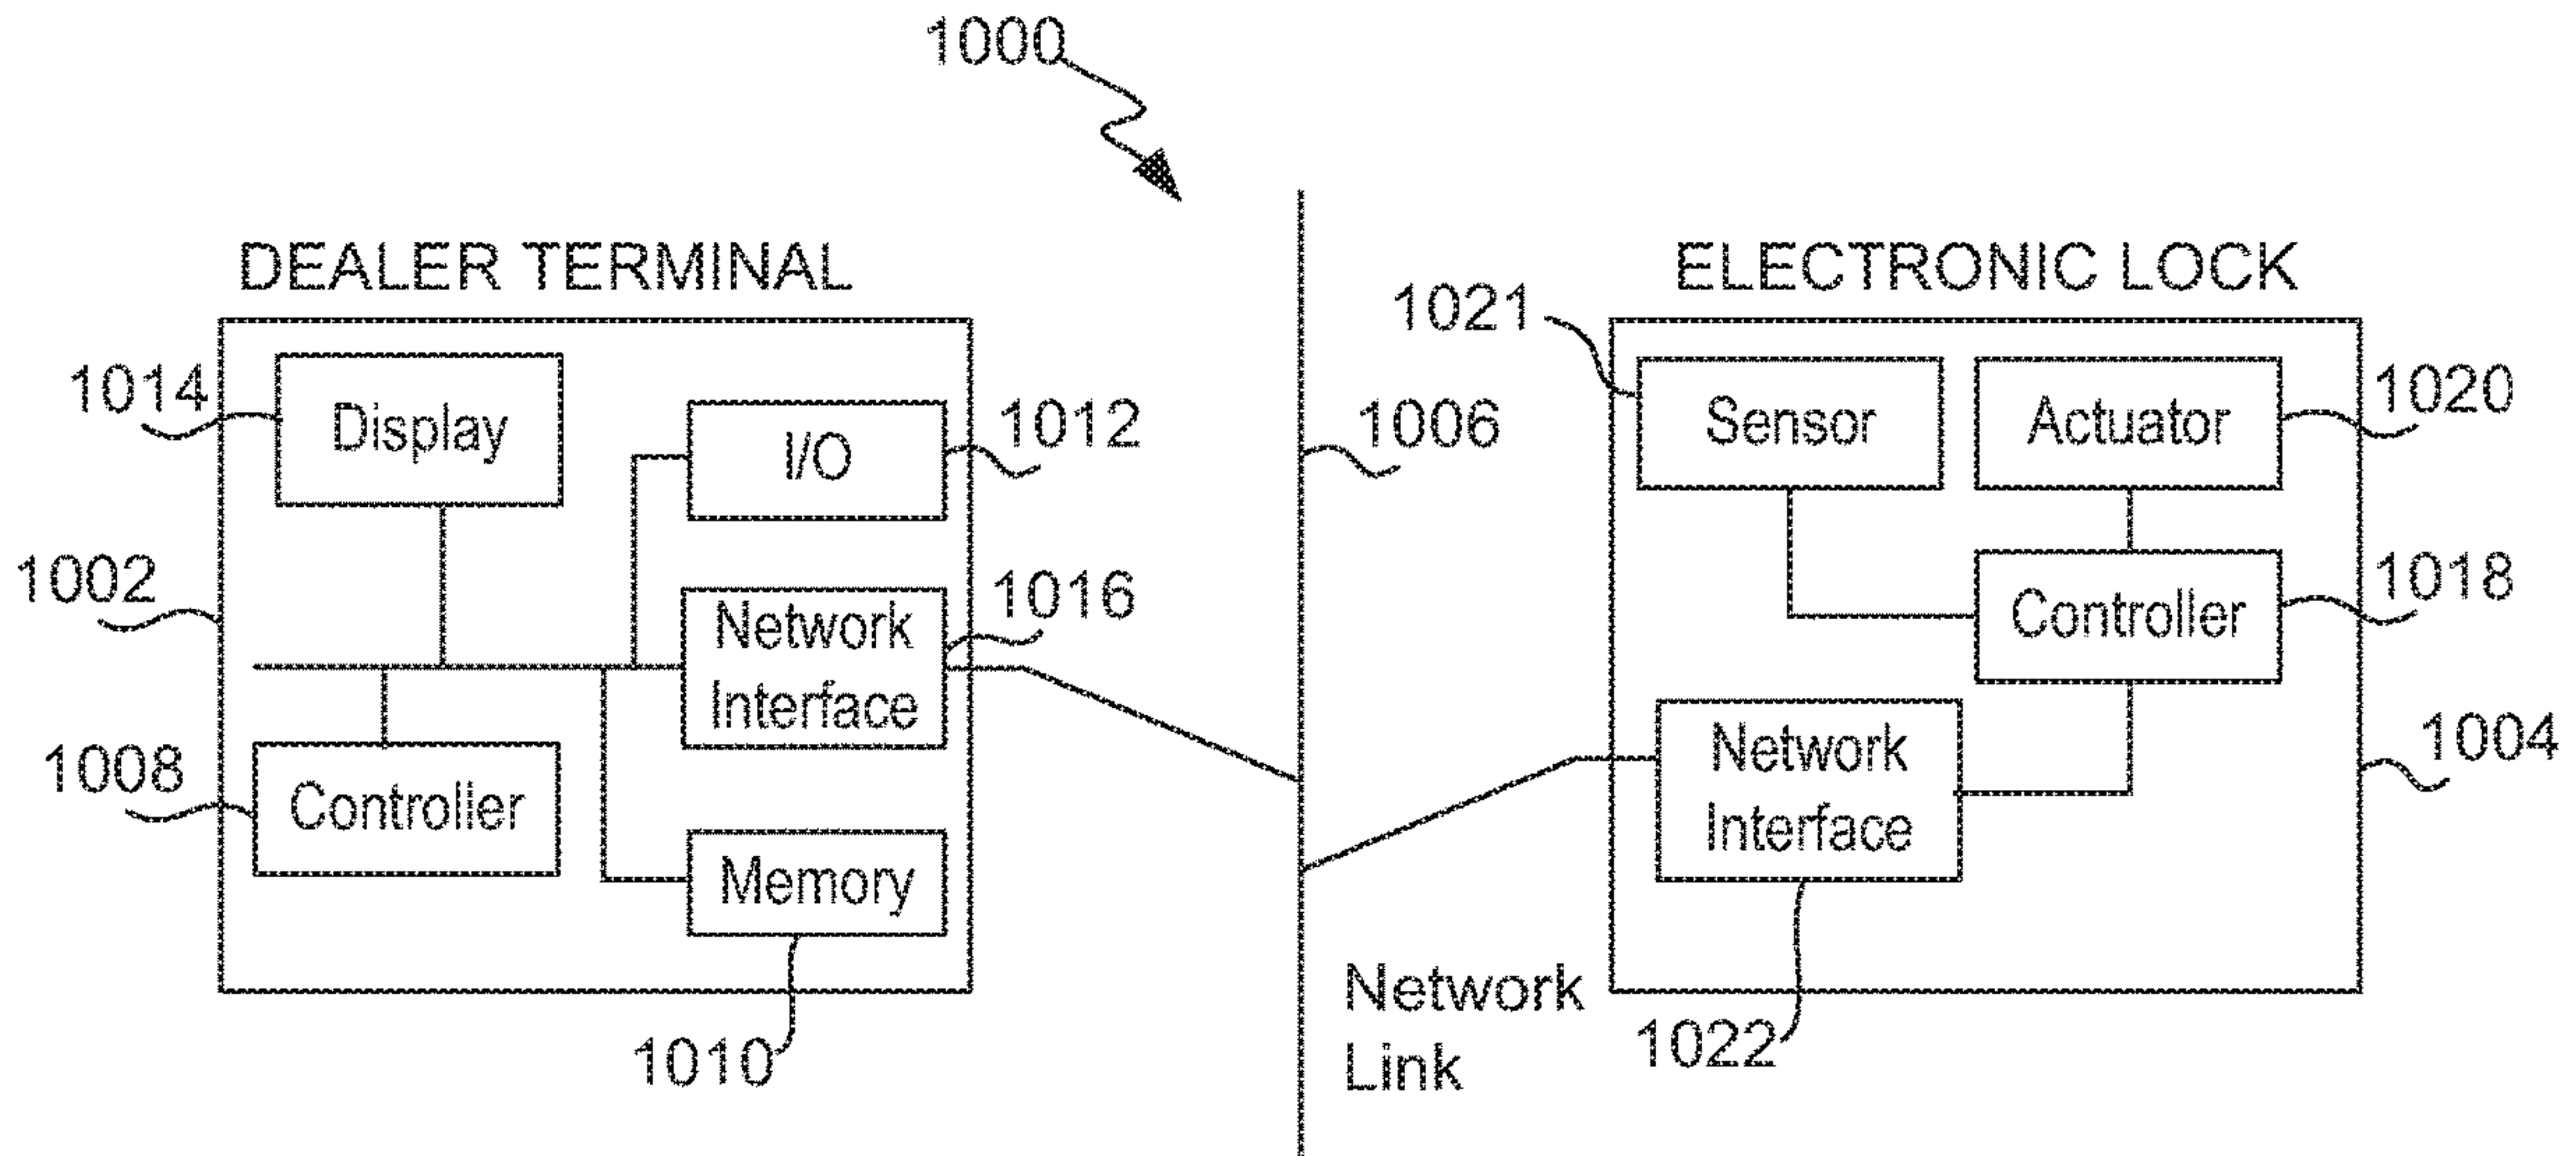 1000
DEALER TERMINAL
ELECTRONIC LOCK
1021
1014
Display
I/O
1012
1006
Sensor
Actuator
1020
1002
Network
Interface
1016
Controller
1018
1008
Controller
Network
Interface
1004
Memory
1010
Network
Link
1022